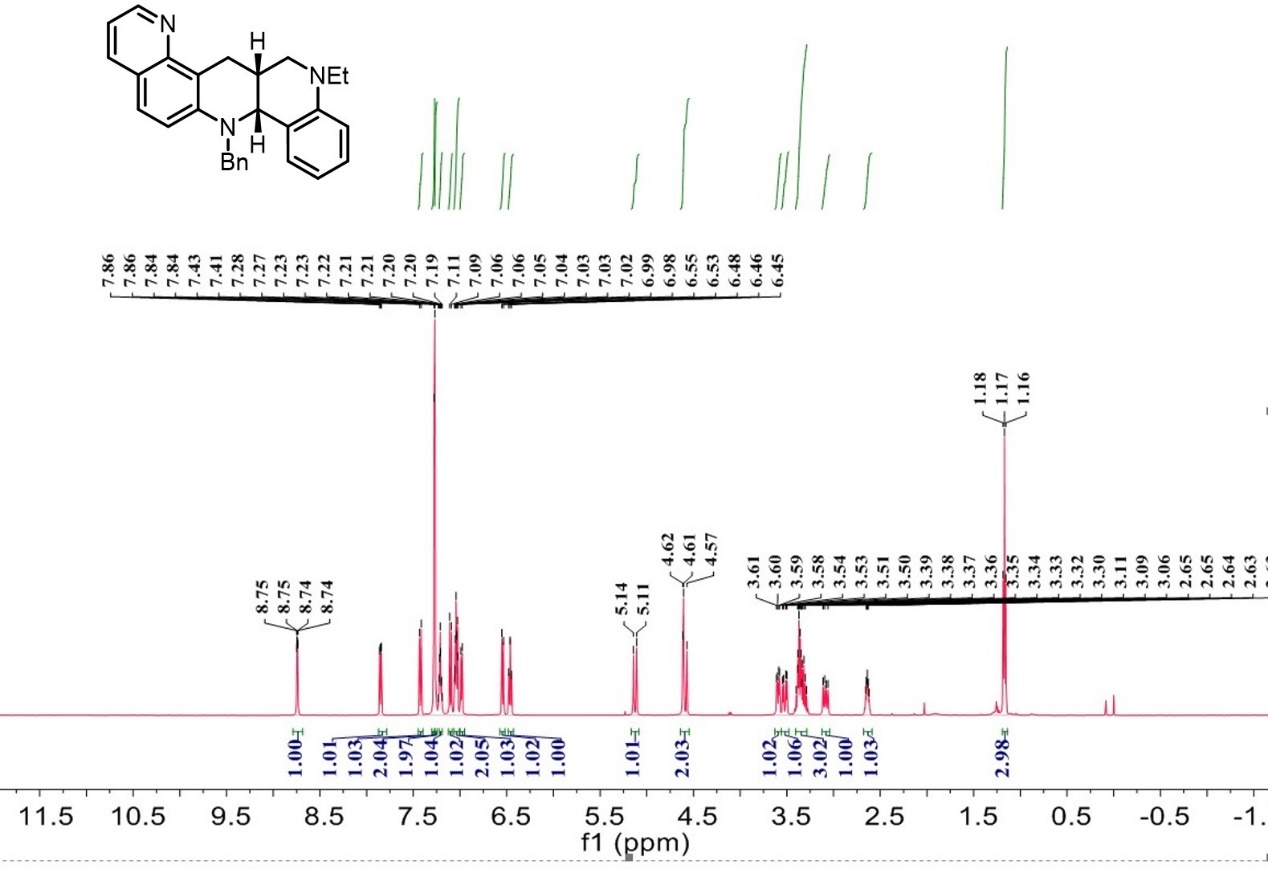 N
H
NEt
N
H
Bn
7.86 7.86 7.84 7.84 7.43 7.41 7.28 7.27 7.23 7.23 7.22 7.21 7.21 7.20 7.20 7.19 7.11 7.09 7.06 7.06 7.05 7.04 7.03 7.03 7.02 6.99 6.98 6.55 6.53 6.48 6.46 6.45
1.18 1.17 1.16
8.75 8.75 8.74 8.74
5.14 5.11
4.62 4.61 4.57
3.61 3.60 3.59 3.58 3.54 3.53 3.51 3.50 3.39 3.38 3.37 3.36 3.35 3.34 3.33 3.32 3.30 3.11 3.09 3.06 2.65 2.65 2.64 2.63
1.00 1.01 1.03 2.04 1.97 1.04 1.02 2.05 1.03 1.02 1.00 1.01 2.03 1.02 1.06 3.02 1.00 1.03 2.98
11.5 10.5 9.5 8.5 7.5 6.5 5.5 4.5 3.5 2.5 1.5 0.5 -0.5 -1.
f1 (ppm)